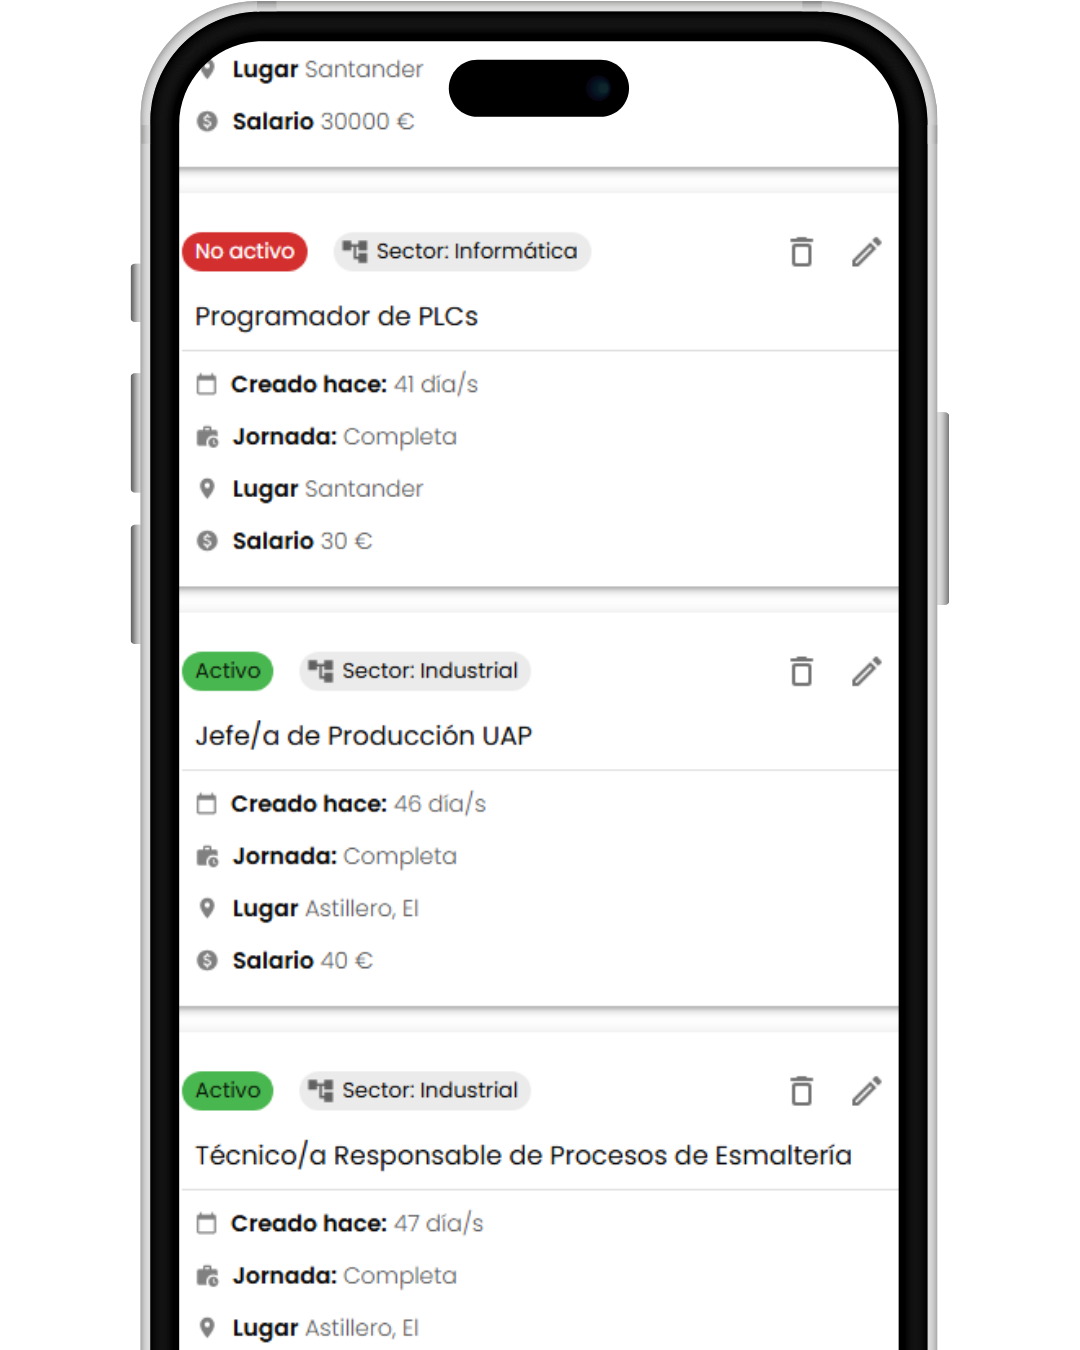 Lugar Santander
Salario 30000 €
No activo
Sector: Informática
Programador de PLCs
Creado hace: 41 día/s
Jornada: Completa
Lugar Santander
Salario 30 €
Activo
Sector: Industrial
Jefe/a de Producción UAP
Creado hace: 46 día/s
Jornada: Completa
Lugar Astillero, El
Salario 40 €
Activo
Sector: Industrial
Técnico/a Responsable de Procesos de Esmaltería
Creado hace: 47 día/s
Jornada: Completa
Lugar Astillero, El